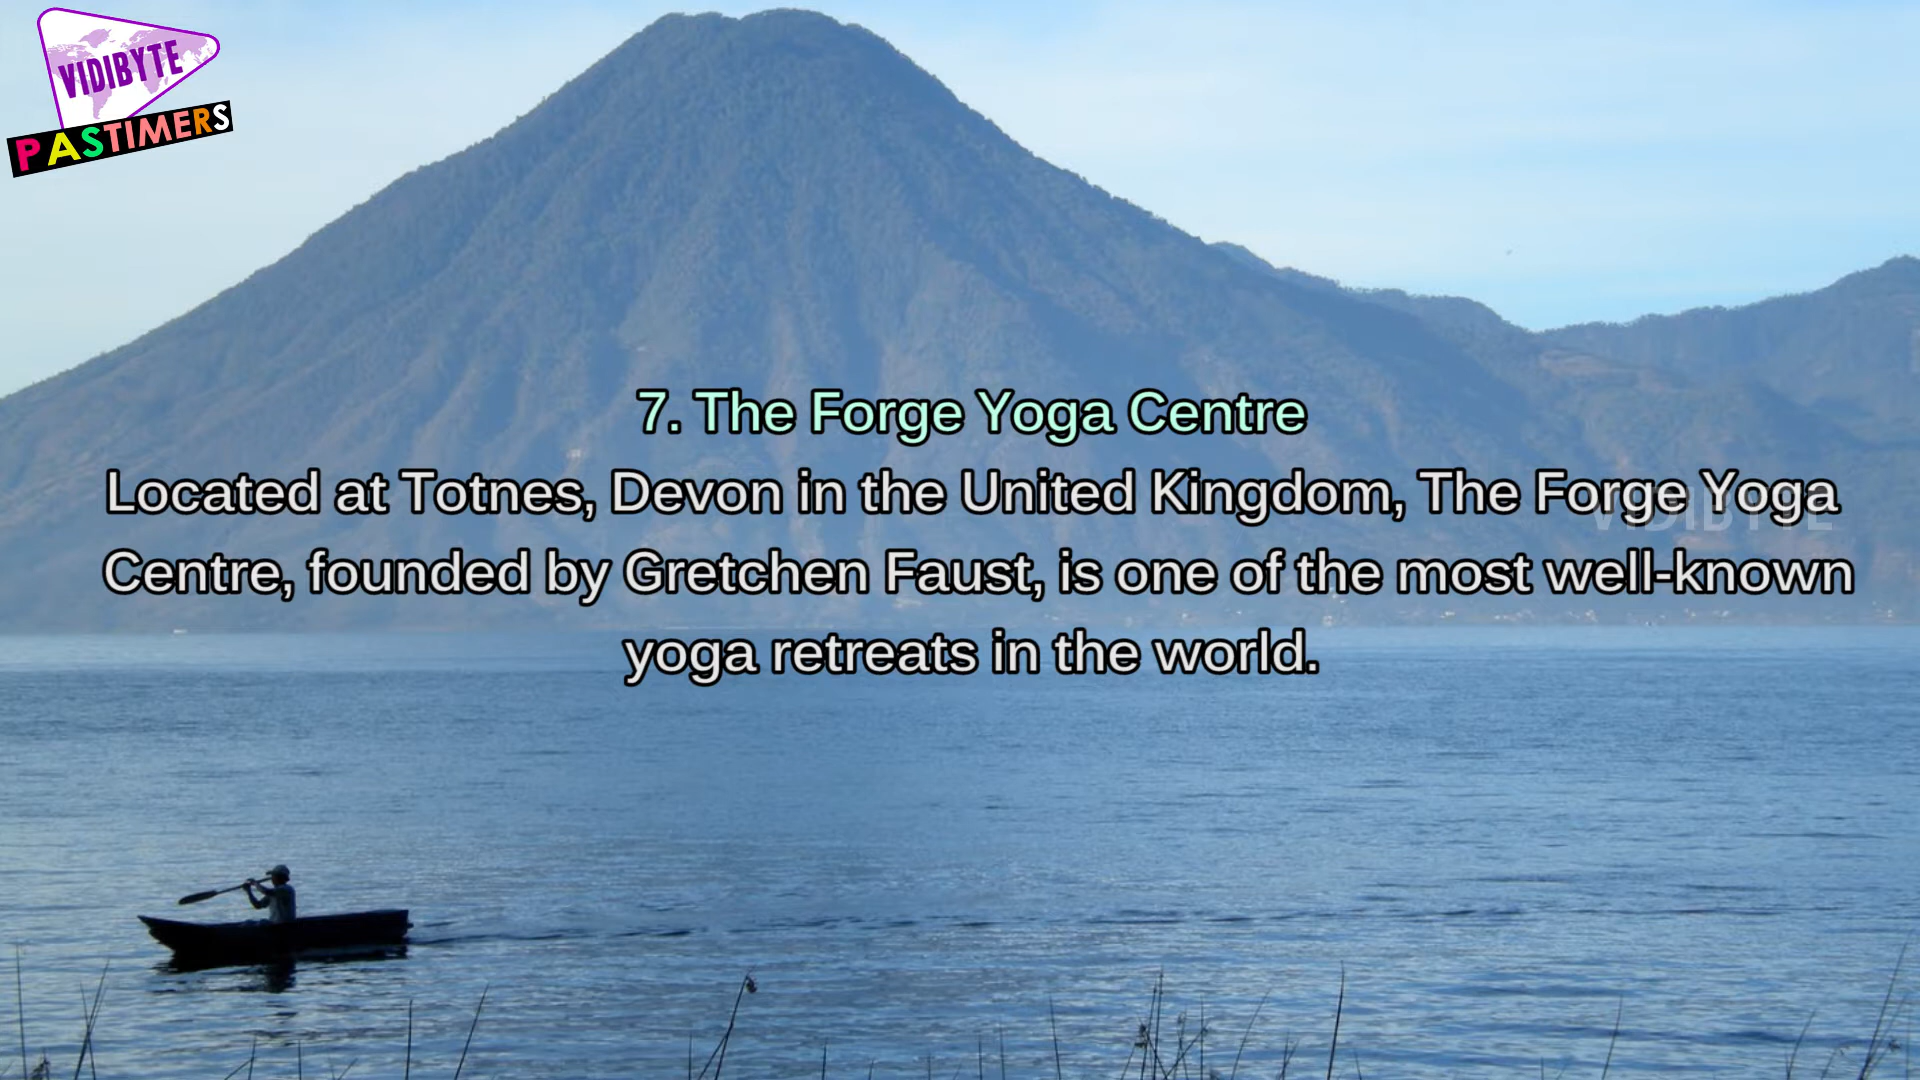 VIDIBYTE
PASTIMERS
7. The Forge Yoga Centre
Located at Totnes, Devon in the United Kingdom, The Forge Yoga
VIDIBYTE
Centre, founded by Gretchen Faust, is one of the most well-known
yoga retreats in the world.